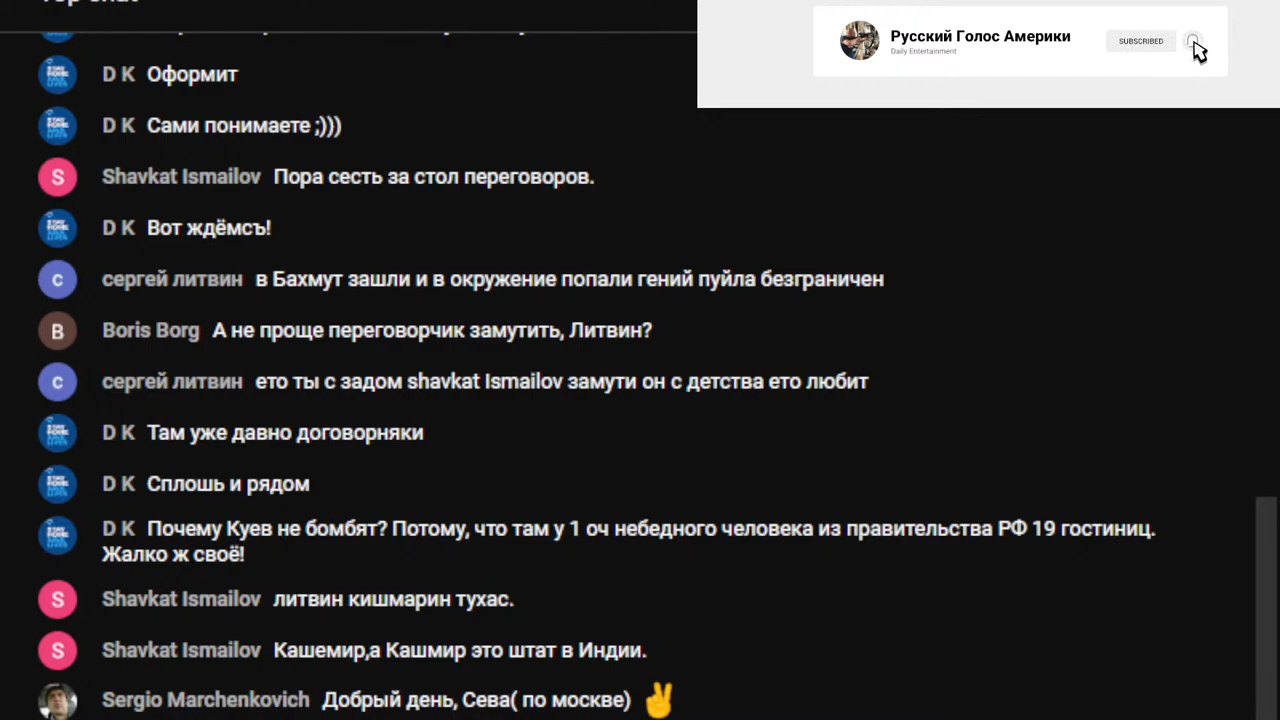 Русский Голос Америки
Daily Entertainment
SUBSCRIBED
D K Оформит
D K Сами понимаете ;)))
Shavkat Ismailov Пора сесть за стол переговоров.
D K Вот ждёмсъ!
сергей литвин в Бахмут зашли и в окружение попали гений пуйла безграничен
Boris Borg А не проще переговорчик замутить, Литвин?
сергей литвин ето ты с задом shavkat Ismailov замути он с детства ето любит
D K Там уже давно договорняки
D K Сплошь и рядом
D K Почему Куев не бомбят? Потому, что там у 1 оч небедного человека из правительства РФ 19 гостиниц.
Жалко ж своё!
Shavkat Ismailov литвин кишмарин тухас.
Shavkat Ismailov Кашемир,а Кашмир это штат в Индии.
Sergio Marchenkovich Добрый день, Сева( по москве) ✌